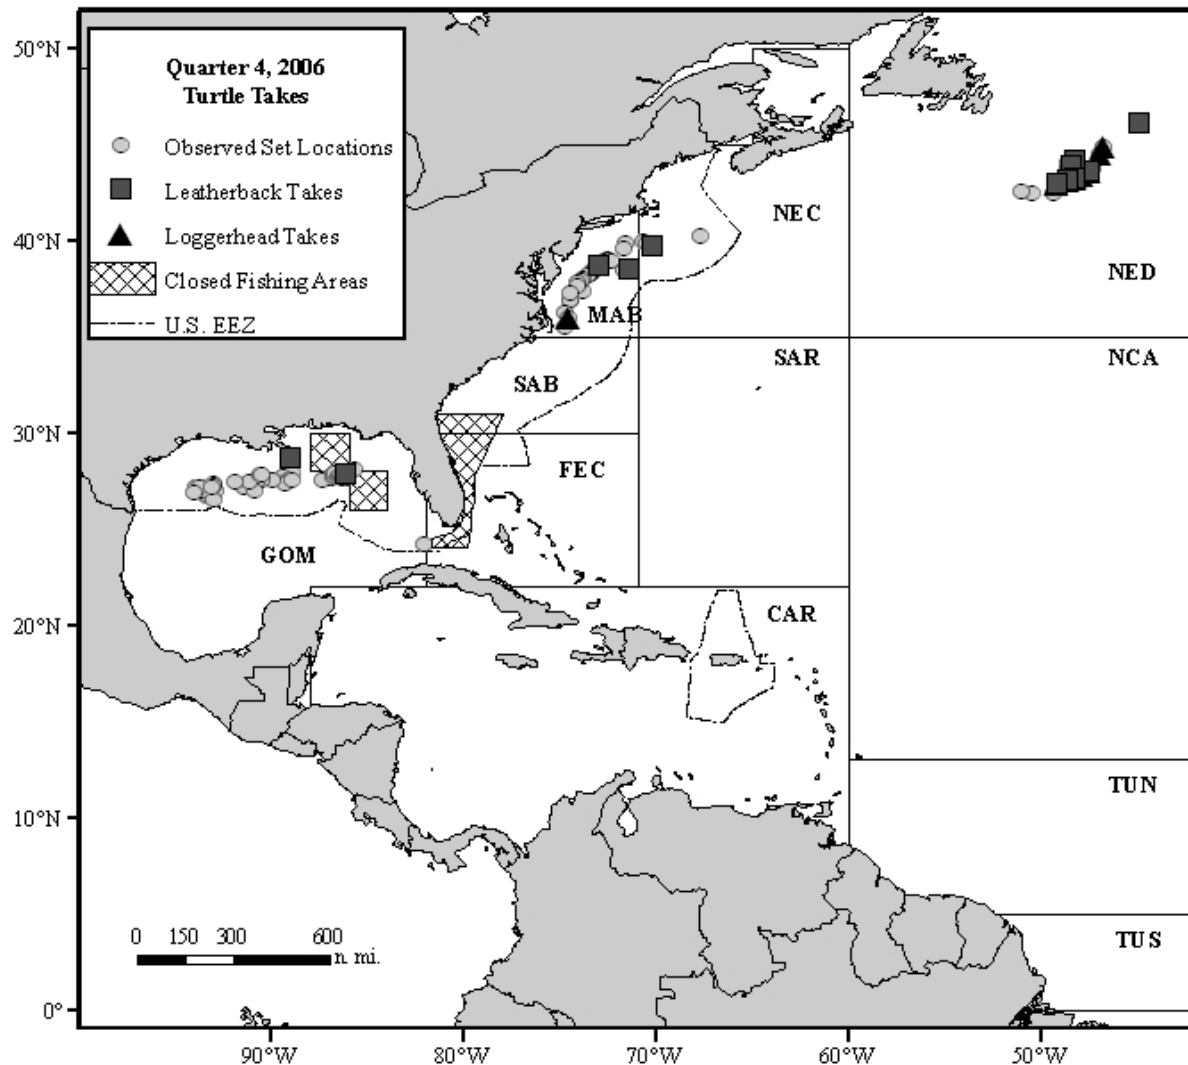 50°N
40°N
30°N
20°N
10°N
0°
Quarter 4, 2006
Turtle Takes
Observed Set Locations
Leatherback Takes
Loggerhead Takes
Closed Fishing Areas
U.S. EEZ
NEC
NED
MAB
SAR
NCA
SAB
FEC
GOM
CAR
TUN
TUS
0 150 300 600
n. mi.
90°W 80°W 70°W 60°W 50°W